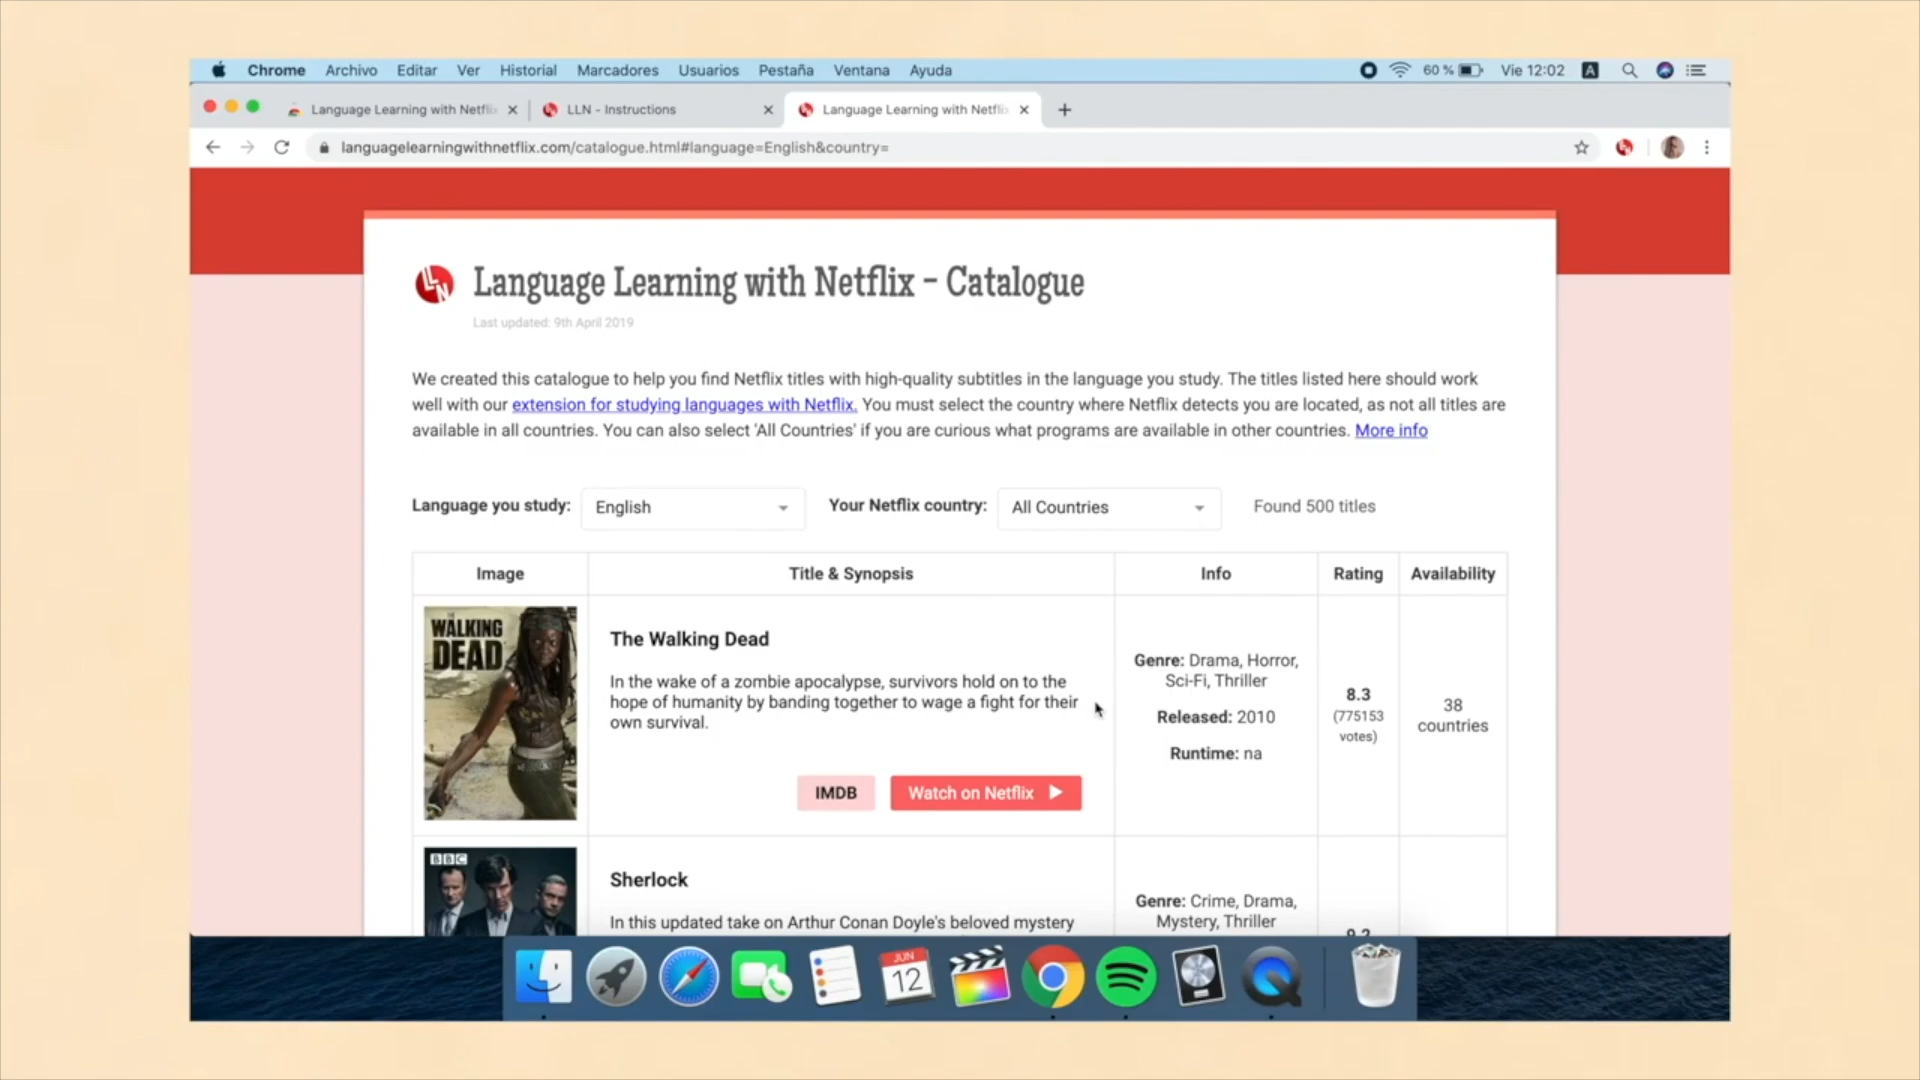 Chrome Archivo Editar Ver Historial Marcadores Usuarios Pestaña Ventana Ayuda 60 % Vie 12:02 A
Language Learning with Netflix LLN - Instructions Language Learning with Netflix
languagelearningwithnetflix.com/catalogue.html#language=English&country=
LLN Language Learning with Netflix - Catalogue
Last updated: 9th April 2019
We created this catalogue to help you find Netflix titles with high-quality subtitles in the language you study. The titles listed here should work
well with our extension for studying languages with Netflix. You must select the country where Netflix detects you are located, as not all titles are
available in all countries. You can also select 'All Countries' if you are curious what programs are available in other countries. More info
Language you study: English Your Netflix country: All Countries Found 500 titles
Image Title & Synopsis Info Rating Availability
THE
WALKING
DEAD
The Walking Dead
In the wake of a zombie apocalypse, survivors hold on to the
hope of humanity by banding together to wage a fight for their
own survival.
IMDB Watch on Netflix
Genre: Drama, Horror,
Sci-Fi, Thriller
Released: 2010
Runtime: na
8.3
(775153
votes)
38
countries
BBC
Sherlock
In this updated take on Arthur Conan Doyle's beloved mystery
Genre: Crime, Drama,
Mystery, Thriller
JUN
12